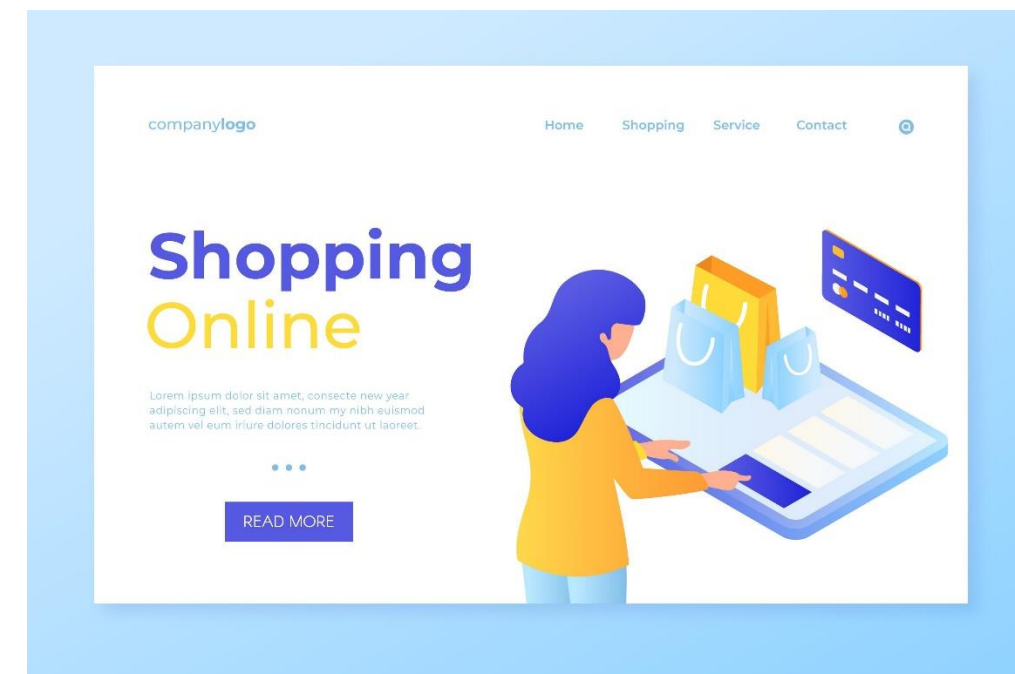 companylogo
Home Shopping Service Contact
Shopping
Online
Lorem ipsum dolor sit amet, consecte new year
adipiscing elit, sed diam nonum my nibh euismod
autem vel eum iriure dolores tincidunt ut laoreet.
READ MORE